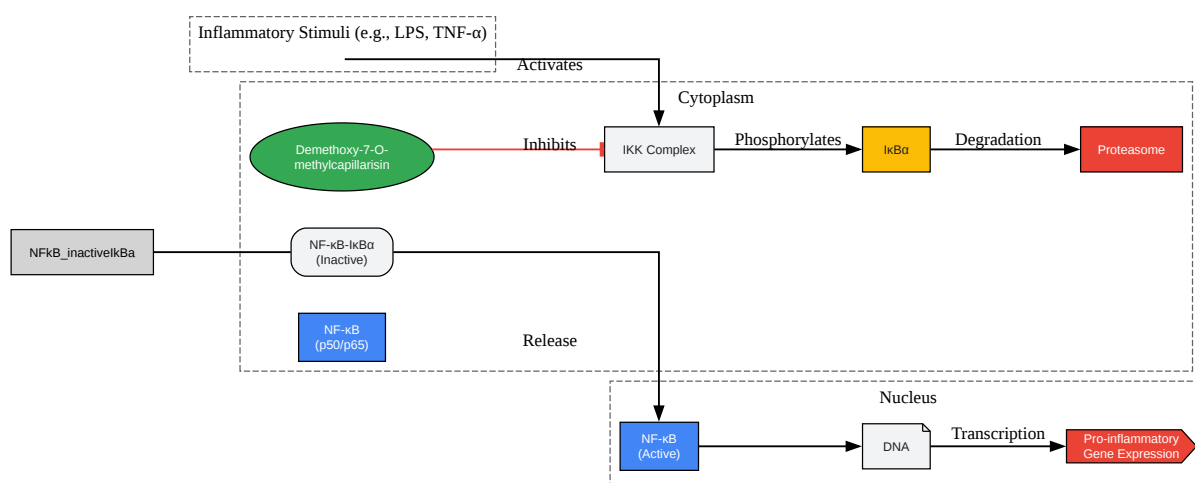 Inflammatory Stimuli (e.g., LPS, TNF-α)
Activates
Cytoplasm
Demethoxy-7-O-
methylcapillarisin
Inhibits
IKK Complex
Phosphorylates
IκBα
Degradation
Proteasome
NFkB_inactiveIkBa
NF-κB-IκBα
(Inactive)
NF-κB
(p50/p65)
Release
Nucleus
NF-κB
(Active)
DNA
Transcription
Pro-inflammatory
Gene Expression